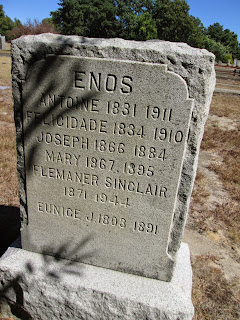 ENOS
ANTOINE 1831 1911
FELICIDADE 1834 1910
JOSEPH 1866 1884
MARY 1867. 1895
FLEMANER SINCLAIR
1871 1944
EUNICE. J. 1803. 1891